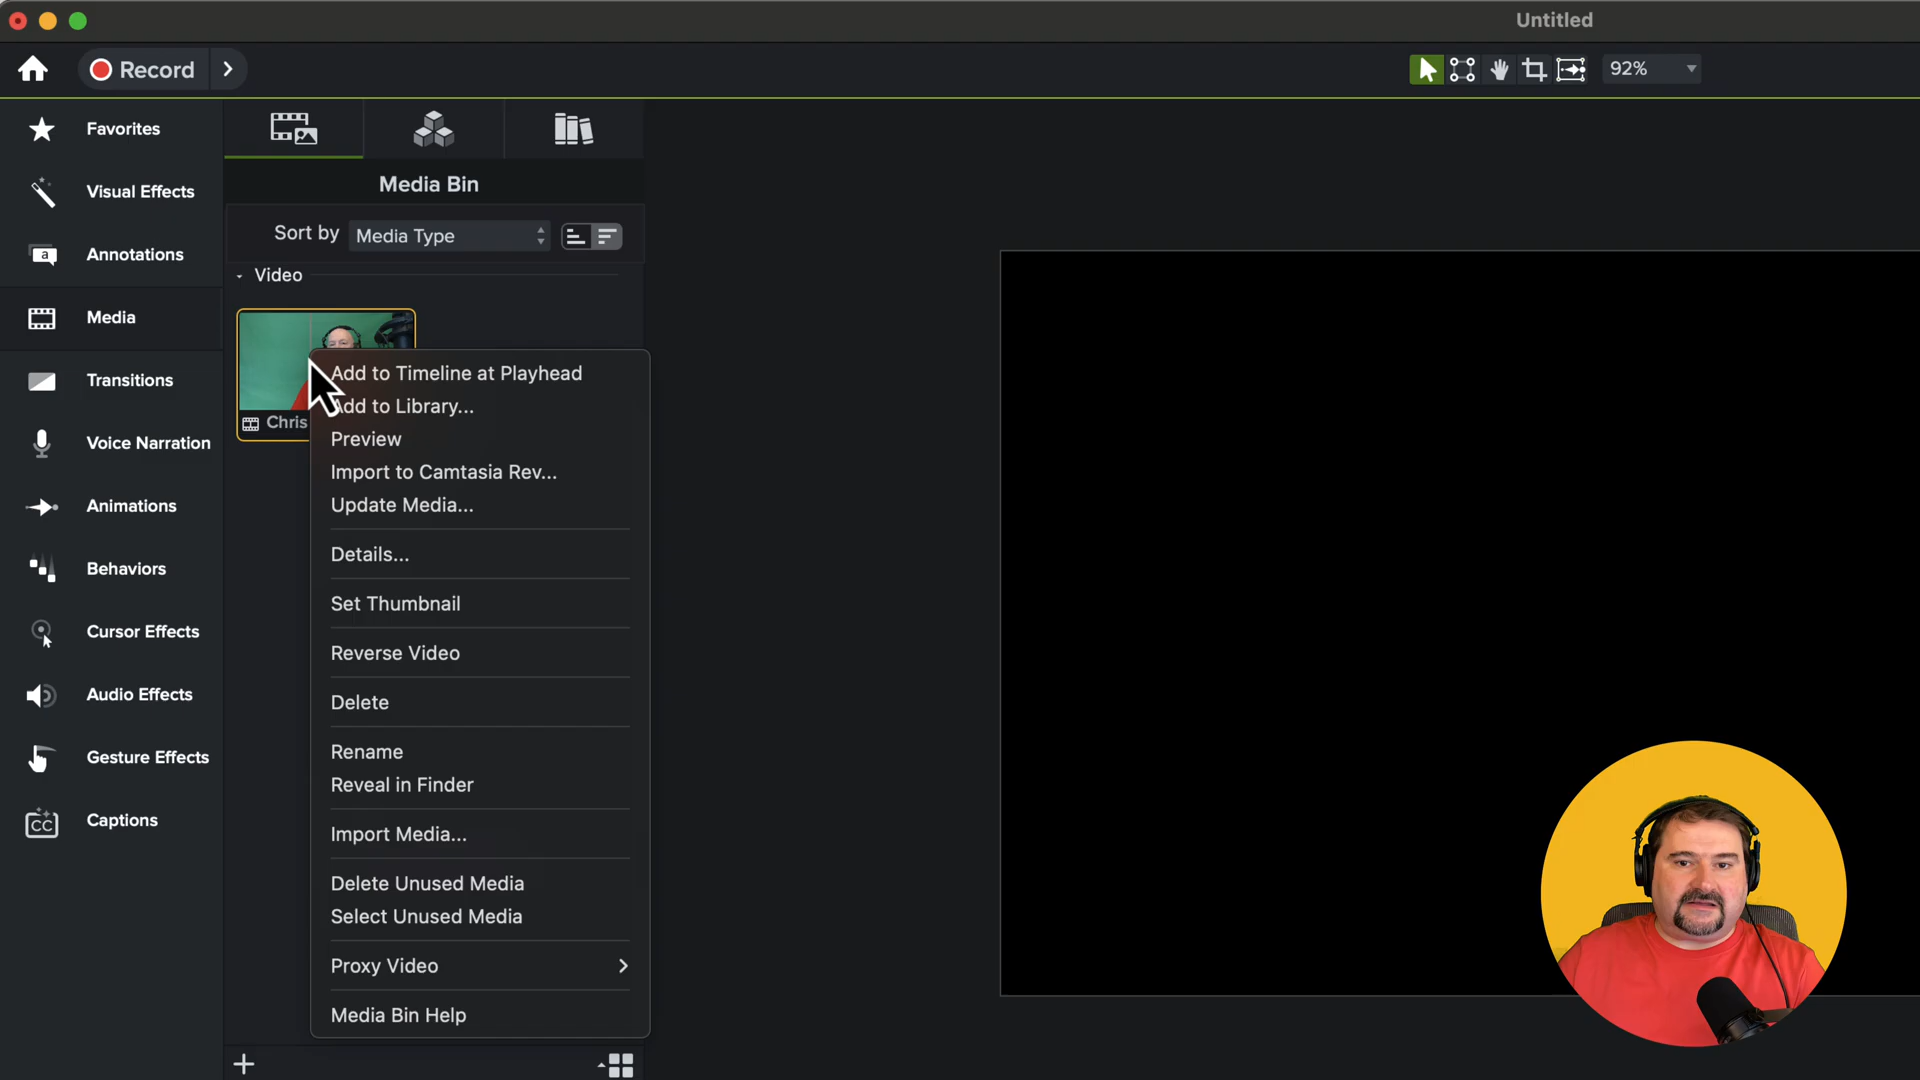 Untitled
Record
92%
Favorites
Visual Effects
Annotations
Media
Transitions
Voice Narration
Animations
Behaviors
Cursor Effects
Audio Effects
Gesture Effects
CC
Captions
Media Bin
Sort by Media Type
Video
Chris
Add to Timeline at Playhead
Add to Library...
Preview
Import to Camtasia Rev...
Update Media...
Details...
Set Thumbnail
Reverse Video
Delete
Rename
Reveal in Finder
Import Media...
Delete Unused Media
Select Unused Media
Proxy Video
Media Bin Help